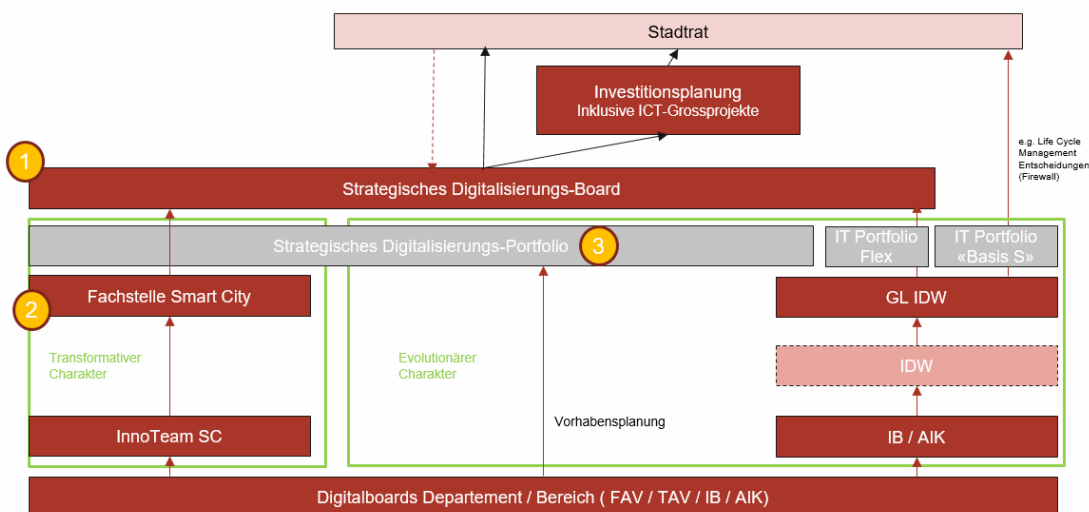 Stadtrat
Investitionsplanung
Inklusive ICT-Grossprojekte
e.g. Life Cycle
Management
Entscheidungen
(Firewall)
1
Strategisches Digitalisierungs-Board
Strategisches Digitalisierungs-Portfolio
3
IT Portfolio
Flex
IT Portfolio
«Basis S»
2
Fachstelle Smart City
GL IDW
Transformativer
Charakter
Evolutionärer
Charakter
IDW
Vorhabensplanung
InnoTeam SC
IB / AIK
Digitalboards Departement / Bereich ( FAV / TAV / IB / AIK)